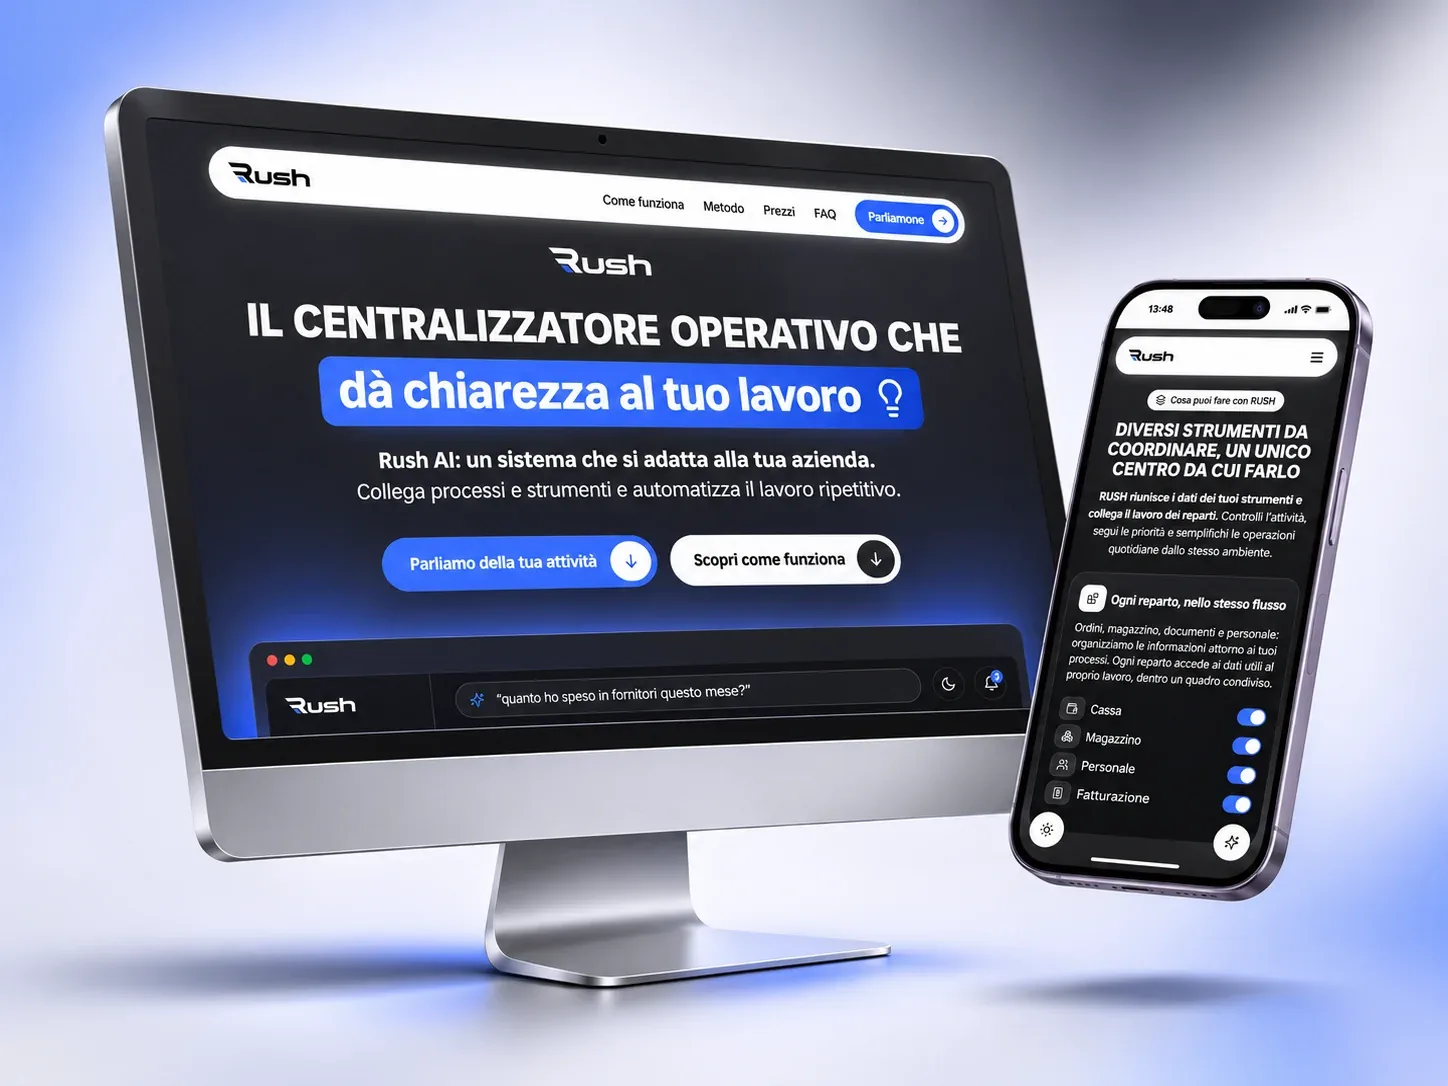 Rush
Come funziona
Metodo
Prezzi
FAQ
Parliamone
Rush
IL CENTRALIZZATORE OPERATIVO CHE
dà chiarezza al tuo lavoro
Rush AI: un sistema che si adatta alla tua azienda.
Collega processi e strumenti e automatizza il lavoro ripetitivo.
Parliamo della tua attività
Scopri come funziona
Rush
“quanto ho speso in fornitori questo mese?”
13:48
Rush
Cosa puoi fare con RUSH
DIVERSI STRUMENTI DA
COORDINARE, UN UNICO
CENTRO DA CUI FARLO
RUSH riunisce i dati dei tuoi strumenti e
collega il lavoro dei reparti. Controlli l’attività,
segui le priorità e semplifichi le operazioni
quotidiane dallo stesso ambiente.
Ogni reparto, nello stesso flusso
Ordini, magazzino, documenti e personale:
organizziamo le informazioni attorno ai tuoi
processi. Ogni reparto accede ai dati utili al
proprio lavoro, dentro un quadro condiviso.
Cassa
Magazzino
Personale
Fatturazione